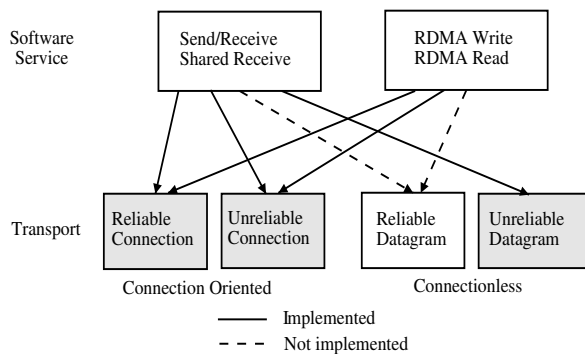 Software
Service
Send/Receive
Shared Receive
RDMA Write
RDMA Read
Transport
Reliable
Connection
Unreliable
Connection
Reliable
Datagram
Unreliable
Datagram
Connection Oriented
Connectionless
Implemented
Not implemented